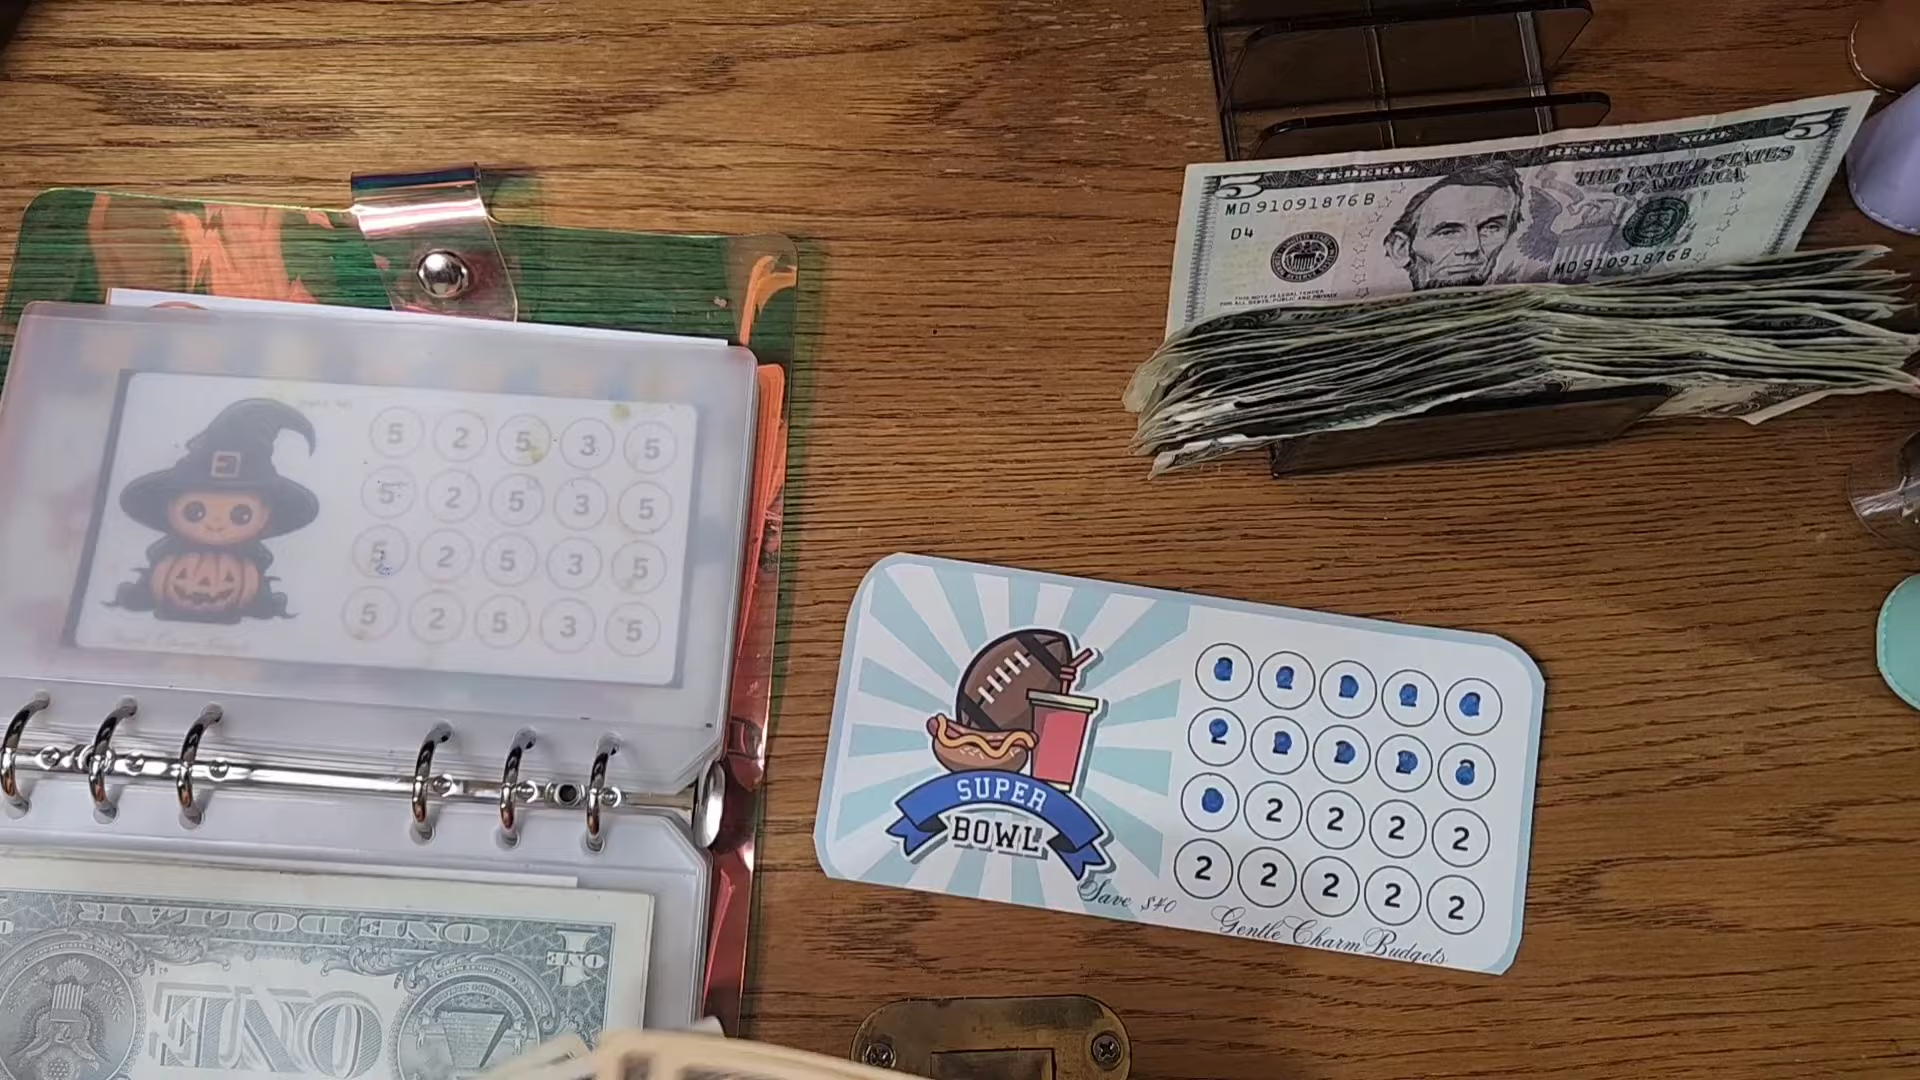 FEDERAL RESERVE NOTE
5
5
THE UNITED STATES
OF AMERICA
MD 91091876 B
D4
MD 91091876 B
THIS NOTE IS LEGAL TENDER
FOR ALL DEBTS, PUBLIC AND PRIVATE
5 2 5 3 5
5 2 5 3 5
5 2 5 3 5
5 2 5 3 5
SUPER
BOWL
2
2 2 2 2
2 2 2 2 2
Save $40
Gentle Charm Budgets
ONE DOLLAR
1
ONE
ONE